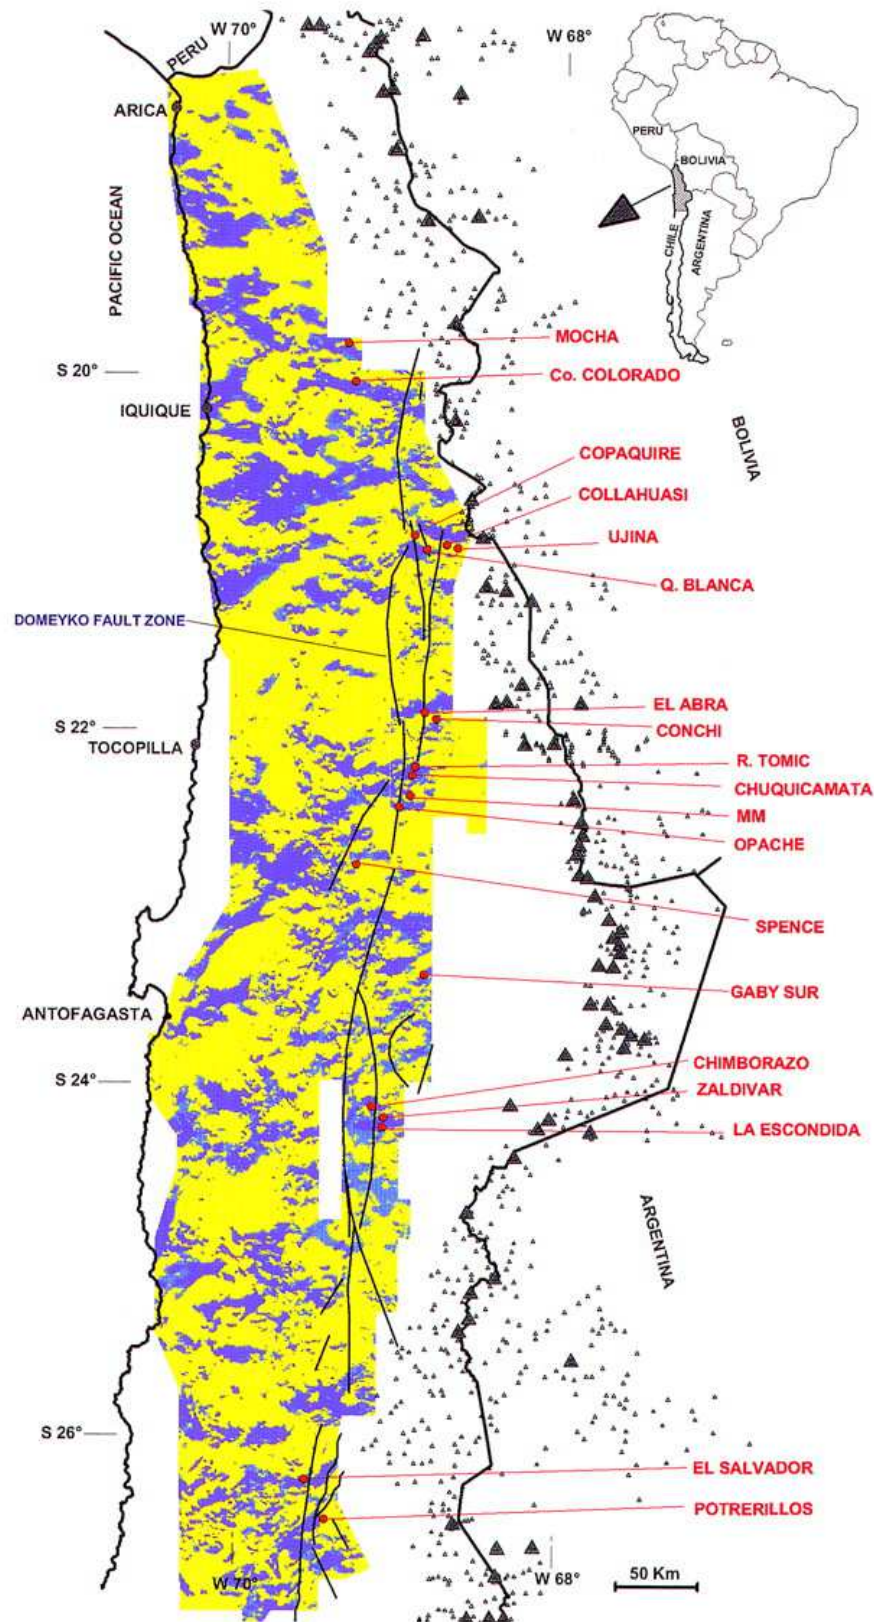 W 70°
W 68°
PERU
ARICA
PERU
BOLIVIA
CHILE
ARGENTINA
PACIFIC OCEAN
MOCHA
S 20°
Co. COLORADO
IQUIQUE
BOLIVIA
COPAQUIRE
COLLAHUASI
UJINA
Q. BLANCA
DOMEYKO FAULT ZONE
EL ABRA
S 22°
CONCHI
TOCOPILLA
R. TOMIC
CHUQUICAMATA
MM
OPACHE
SPENCE
GABY SUR
ANTOFAGASTA
CHIMBORAZO
S 24°
ZALDIVAR
LA ESCONDIDA
ARGENTINA
S 26°
EL SALVADOR
POTRERILLOS
W 70°
W 68°
50 Km